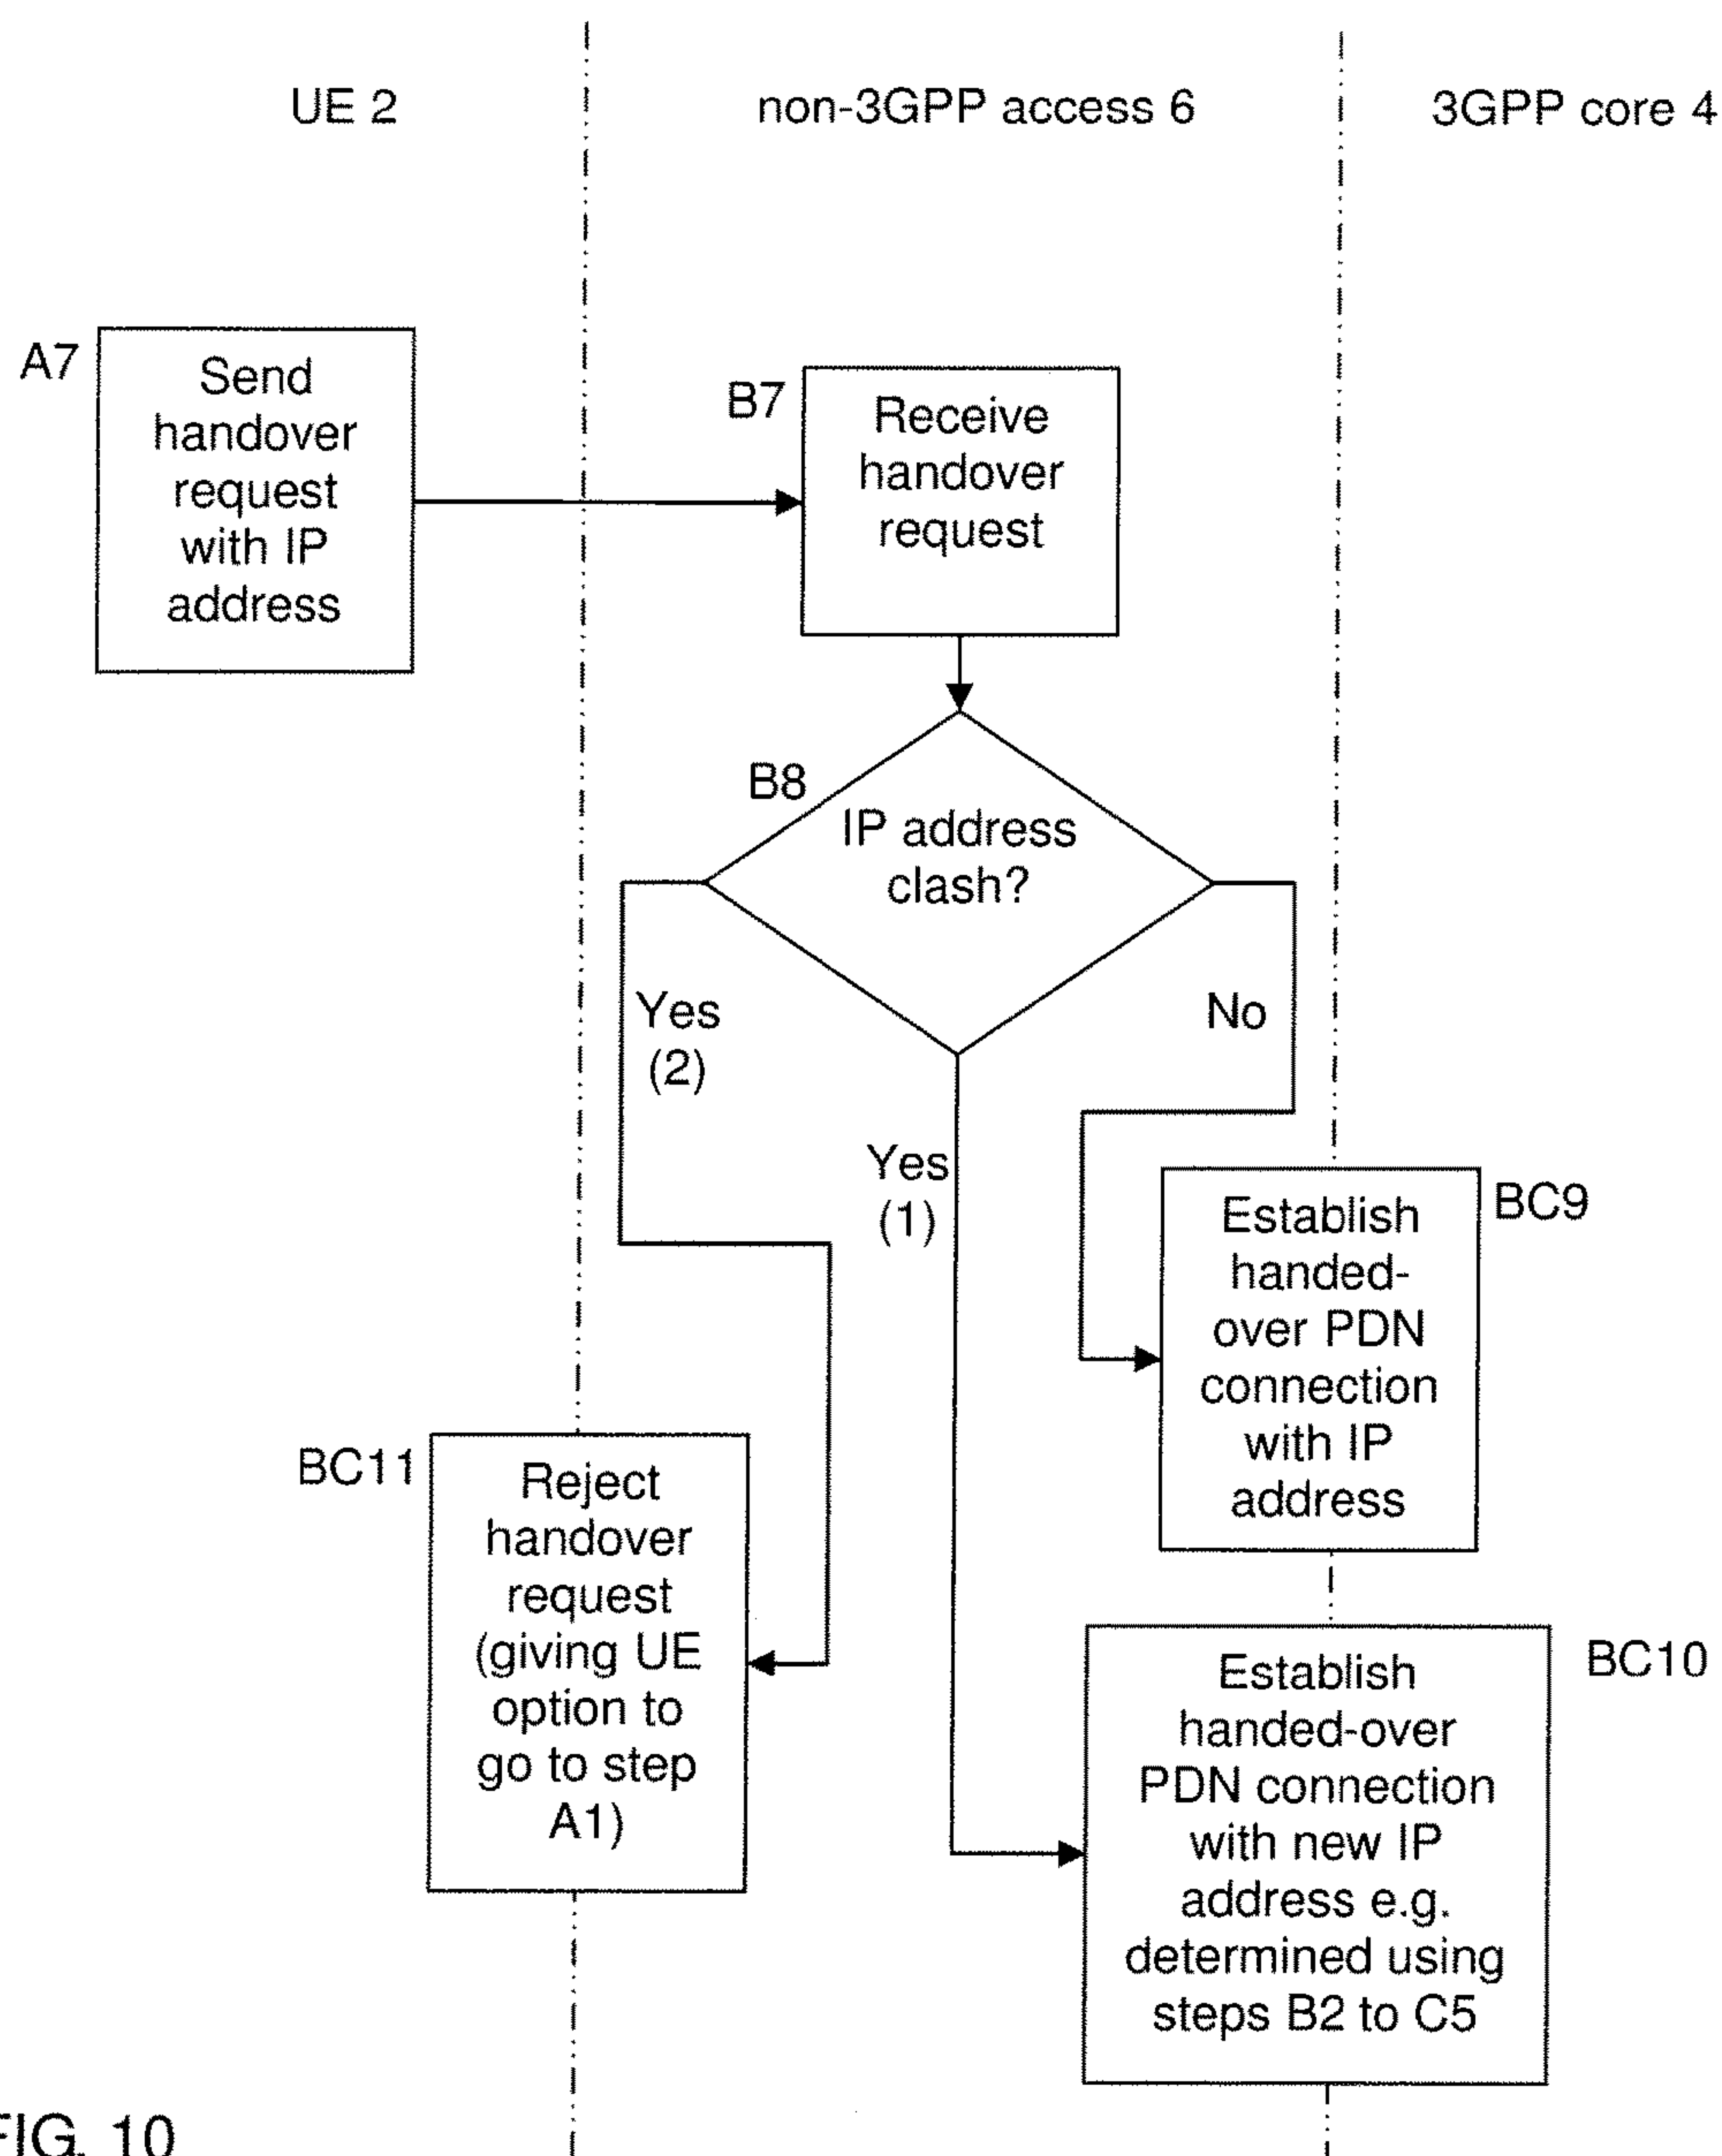 UE 2
non-3GPP access 6
3GPP core 4
A7
Send
handover
request
with IP
address
B7
Receive
handover
request
B8
IP address
clash?
Yes
(2)
No
Yes
(1)
BC9
Establish
handed-
over PDN
connection
with IP
address
BC11
Reject
handover
request
(giving UE
option to
go to step
A1)
BC10
Establish
handed-over
PDN connection
with new IP
address e.g.
determined using
steps B2 to C5
FIG. 10